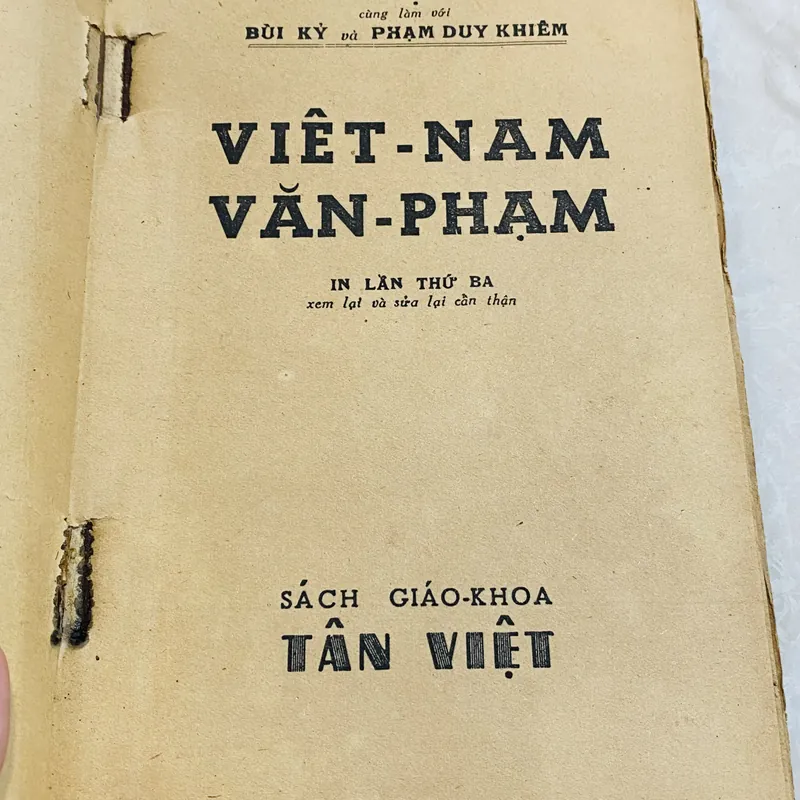 cùng làm với
BÙI KỶ và PHẠM DUY KHIÊM
VIÊT-NAM
VĂN-PHẠM
IN LẦN THỨ BA
xem lại và sửa lại cẩn thận
SÁCH GIÁO-KHOA
TÂN VIỆT